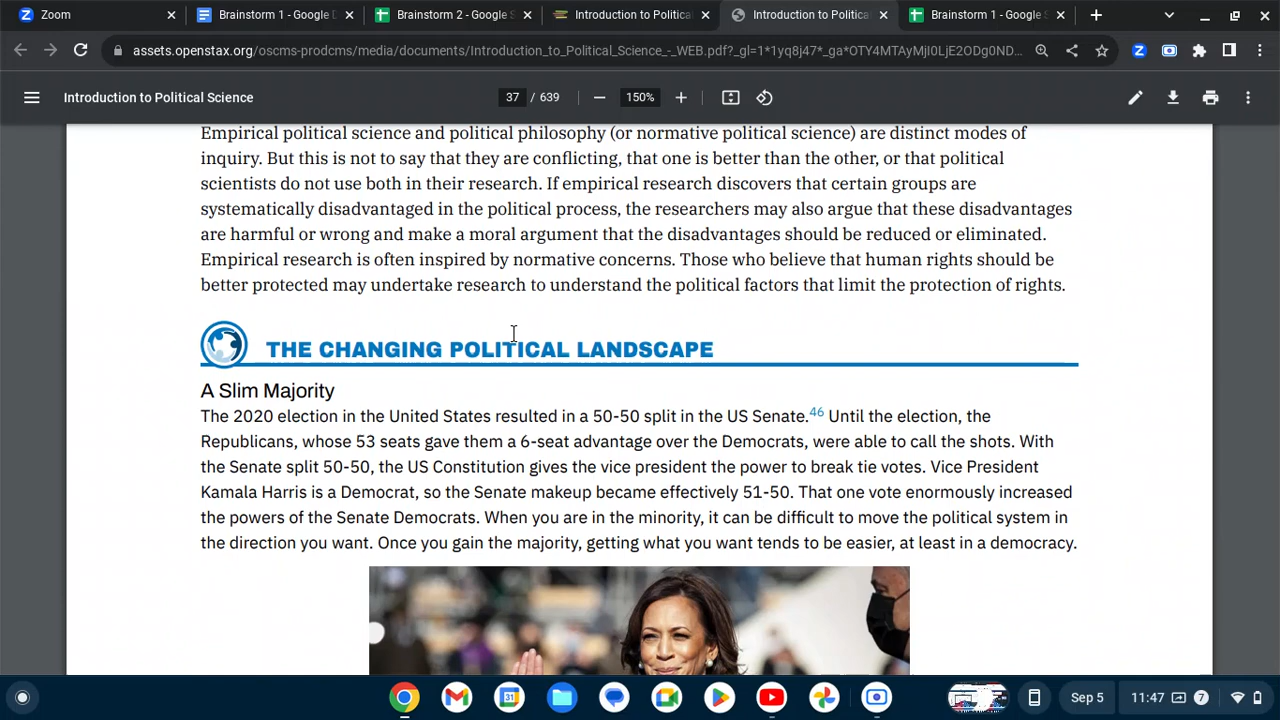 Zoom
Brainstorm 1 - Google D
Brainstorm 2 - Google S
Introduction to Political
Introduction to Political
Brainstorm 1 - Google S
assets.openstax.org/oscms-prodcms/media/documents/Introduction_to_Political_Science_-_WEB.pdf?_gl=1*1yq8j47*_ga*OTY4MTAyMjI0LjE2ODg0ND...
Introduction to Political Science
37 / 639
150%
Empirical political science and political philosophy (or normative political science) are distinct modes of
inquiry. But this is not to say that they are conflicting, that one is better than the other, or that political
scientists do not use both in their research. If empirical research discovers that certain groups are
systematically disadvantaged in the political process, the researchers may also argue that these disadvantages
are harmful or wrong and make a moral argument that the disadvantages should be reduced or eliminated.
Empirical research is often inspired by normative concerns. Those who believe that human rights should be
better protected may undertake research to understand the political factors that limit the protection of rights.
THE CHANGING POLITICAL LANDSCAPE
A Slim Majority
The 2020 election in the United States resulted in a 50-50 split in the US Senate.46 Until the election, the
Republicans, whose 53 seats gave them a 6-seat advantage over the Democrats, were able to call the shots. With
the Senate split 50-50, the US Constitution gives the vice president the power to break tie votes. Vice President
Kamala Harris is a Democrat, so the Senate makeup became effectively 51-50. That one vote enormously increased
the powers of the Senate Democrats. When you are in the minority, it can be difficult to move the political system in
the direction you want. Once you gain the majority, getting what you want tends to be easier, at least in a democracy.
31
Sep 5
11:47
7